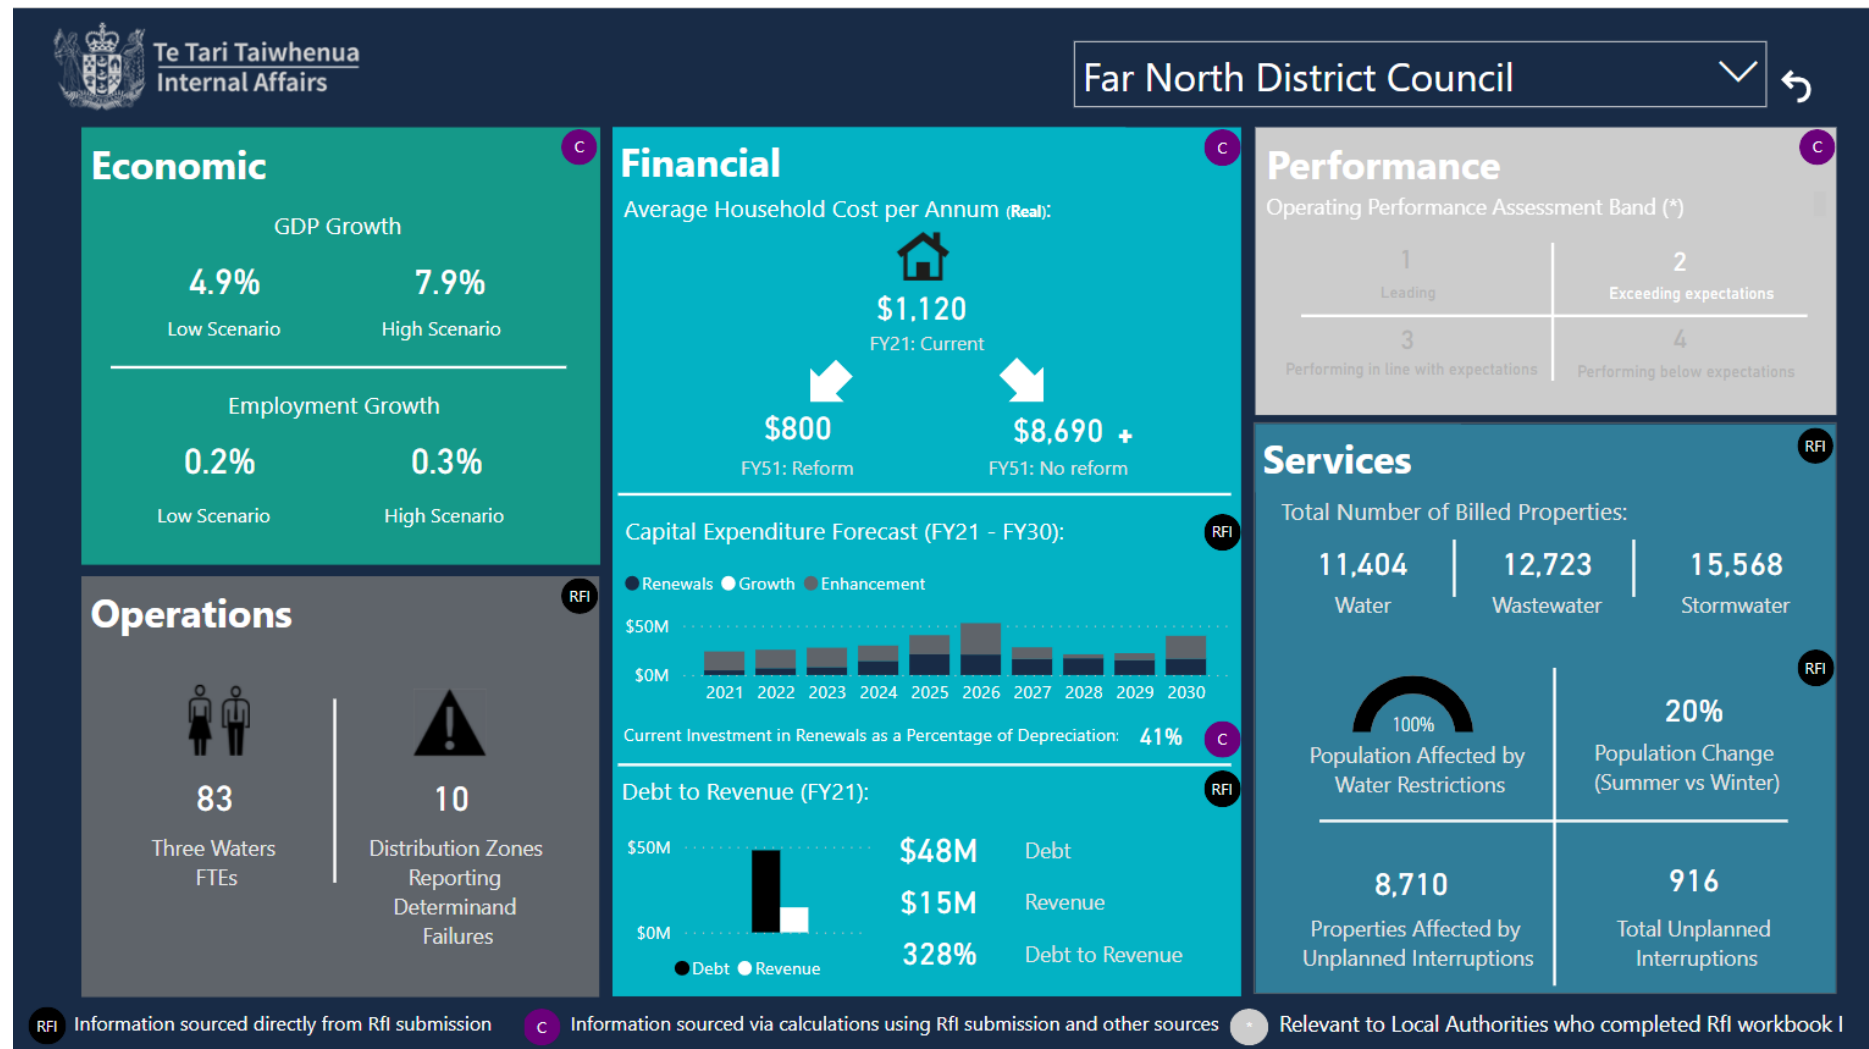 Te Tari Taiwhenua
Internal Affairs
Far North District Council
Economic
C
GDP Growth
4.9%
7.9%
Low Scenario
High Scenario
Employment Growth
0.2%
0.3%
Low Scenario
High Scenario
Operations
RFI
83
10
Three Waters
FTEs
Distribution Zones
Reporting
Determinand
Failures
Financial
C
Average Household Cost per Annum (Real):
$1,120
FY21: Current
$800
$8,690 +
FY51: Reform
FY51: No reform
Capital Expenditure Forecast (FY21 - FY30):
RFI
Renewals Growth Enhancement
$50M
$0M
2021 2022 2023 2024 2025 2026 2027 2028 2029 2030
Current Investment in Renewals as a Percentage of Depreciation: 41%
C
Debt to Revenue (FY21):
RFI
$50M
$0M
Debt Revenue
$48M Debt
$15M Revenue
328% Debt to Revenue
Performance
C
Operating Performance Assessment Band (*)
1
Leading
2
Exceeding expectations
3
Performing in line with expectations
4
Performing below expectations
Services
RFI
Total Number of Billed Properties:
11,404
12,723
15,568
Water
Wastewater
Stormwater
RFI
100%
Population Affected by
Water Restrictions
20%
Population Change
(Summer vs Winter)
8,710
Properties Affected by
Unplanned Interruptions
916
Total Unplanned
Interruptions
RFI Information sourced directly from RfI submission
C Information sourced via calculations using RfI submission and other sources
* Relevant to Local Authorities who completed RfI workbook I